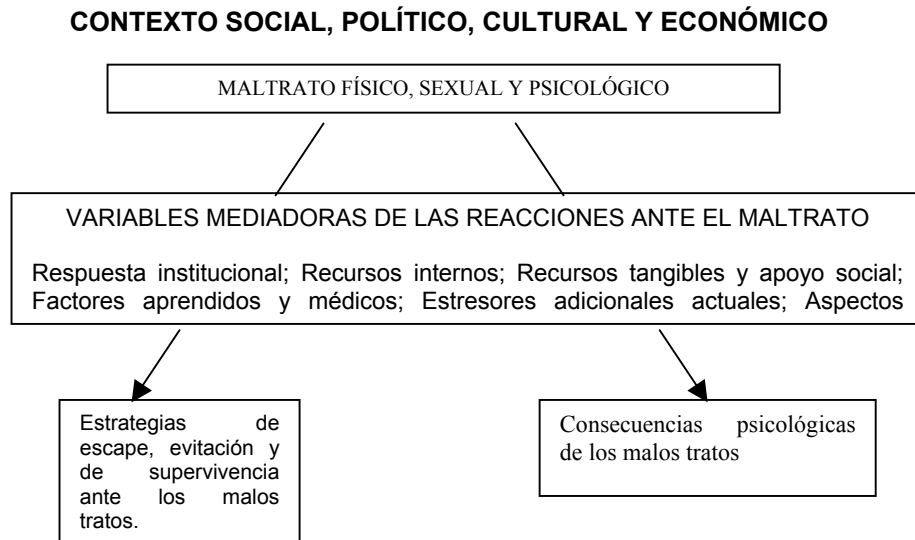 CONTEXTO SOCIAL, POLÍTICO, CULTURAL Y ECONÓMICO
MALTRATO FÍSICO, SEXUAL Y PSICOLÓGICO
VARIABLES MEDIADORAS DE LAS REACCIONES ANTE EL MALTRATO
Respuesta institucional; Recursos internos; Recursos tangibles y apoyo social;
Factores aprendidos y médicos; Estresores adicionales actuales; Aspectos
Estrategias de
escape, evitación y
de supervivencia
ante los malos
tratos.
Consecuencias psicológicas
de los malos tratos